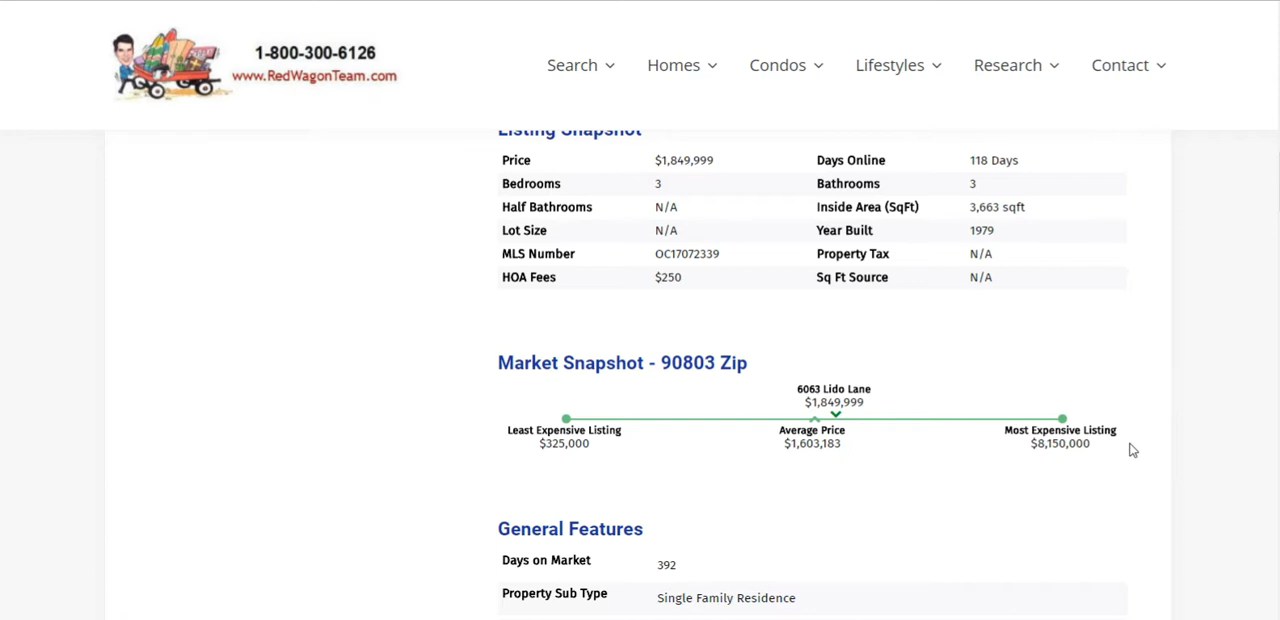 1-800-300-6126
www.RedWagonTeam.com
Search Homes Condos Lifestyles Research Contact
Listing Snapshot
Price $1,849,999 Days Online 118 Days
Bedrooms 3 Bathrooms 3
Half Bathrooms N/A Inside Area (SqFt) 3,663 sqft
Lot Size N/A Year Built 1979
MLS Number OC17072339 Property Tax N/A
HOA Fees $250 Sq Ft Source N/A
Market Snapshot - 90803 Zip
6063 Lido Lane
$1,849,999
Least Expensive Listing Average Price Most Expensive Listing
$325,000 $1,603,183 $8,150,000
General Features
Days on Market 392
Property Sub Type Single Family Residence